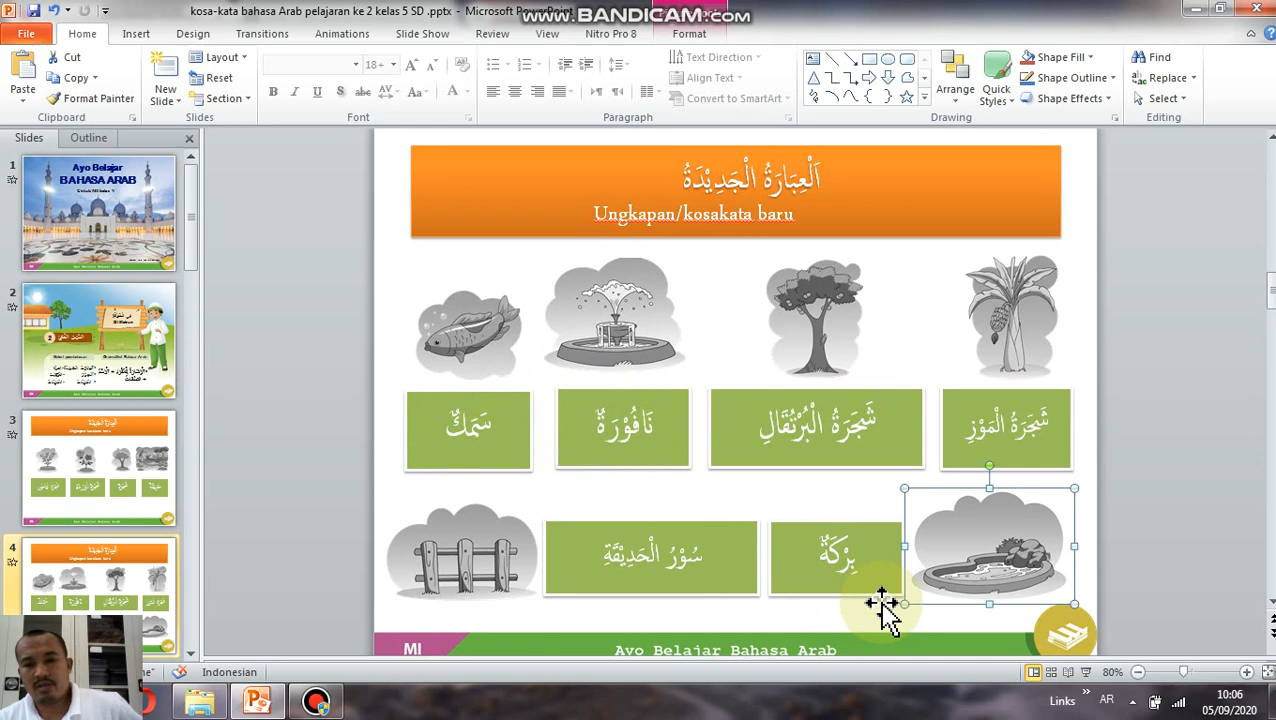 kosa-kata bahasa Arab pelajaran ke 2 kelas 5 SD .pptx - Microsoft PowerPoint
www.BANDICAM.com
File Home Insert Design Transitions Animations Slide Show Review View Nitro Pro 8 Format
Paste
Cut
Copy
Format Painter
Clipboard
New Slide
Layout
Reset
Section
Slides
18+
Font
Paragraph
Text Direction
Align Text
Convert to SmartArt
Arrange
Quick Styles
Drawing
Shape Fill
Shape Outline
Shape Effects
Find
Replace
Select
Editing
Slides Outline
1
Ayo Belajar
BAHASA ARAB
2
3
4
اَلْعِبَارَةُ الْجَدِيْدَةُ
Ungkapan/kosakata baru
شَجَرَةُ الْمَوْزِ
شَجَرَةُ الْبُرْتُقَالِ
نَافُوْرَةٌ
سَمَكٌ
بِرْكَةٌ
سُوْرُ الْحَدِيْقَةِ
MI
Ayo Belajar Bahasa Arab
Indonesian
80%
Links
AR
10:06
05/09/2020